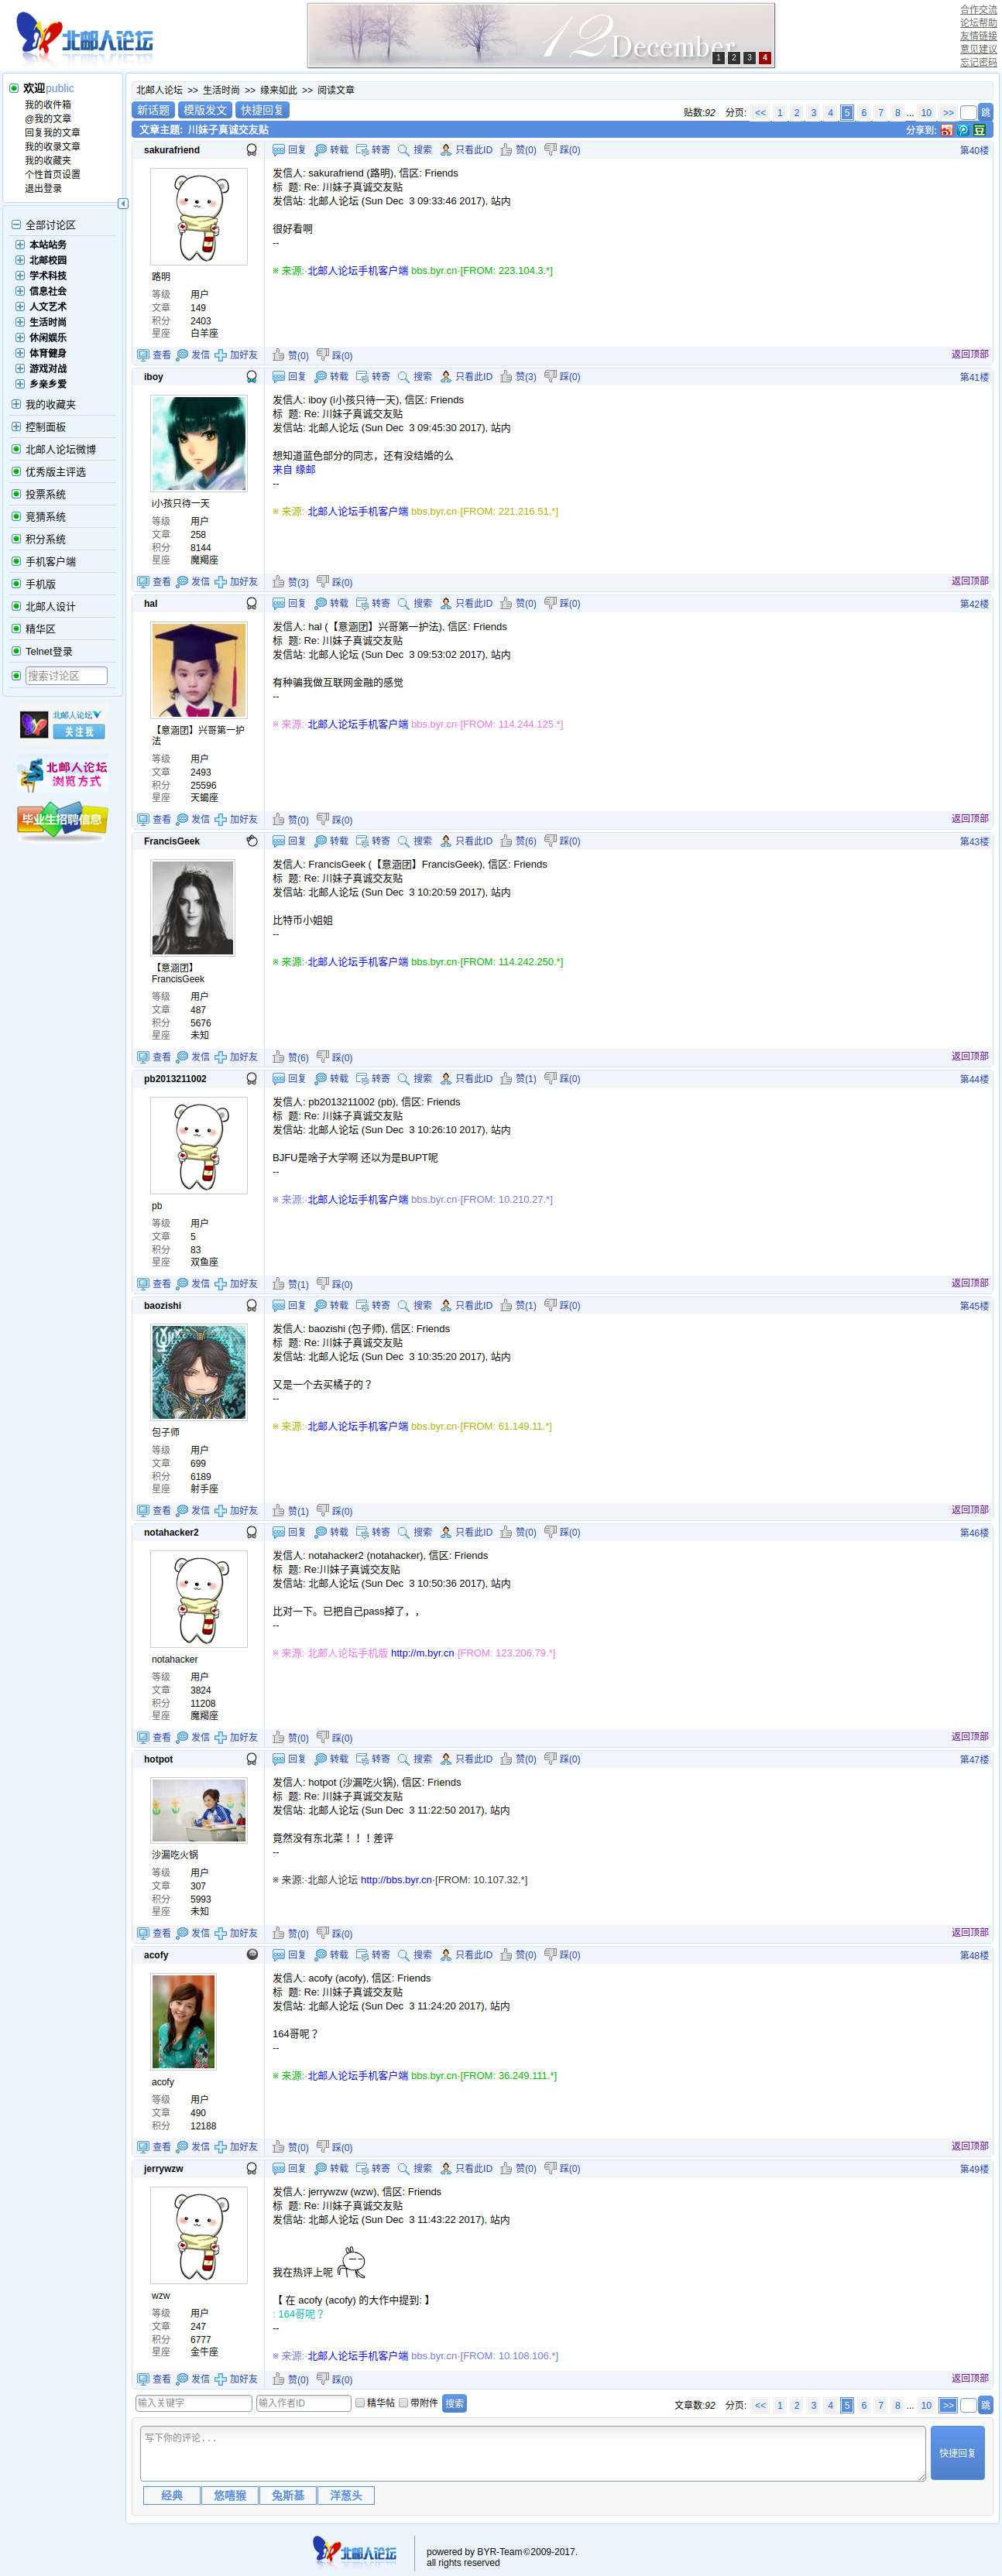 北邮人论坛
12 December
1 2 3 4
合作交流
论坛帮助
友情链接
意见建议
忘记密码
欢迎public
我的收件箱
@我的文章
回复我的文章
我的收录文章
我的收藏夹
个性首页设置
退出登录
全部讨论区
本站站务
北邮校园
学术科技
信息社会
人文艺术
生活时尚
休闲娱乐
体育健身
游戏对战
乡亲乡爱
我的收藏夹
控制面板
北邮人论坛微博
优秀版主评选
投票系统
竞猜系统
积分系统
手机客户端
手机版
北邮人设计
精华区
Telnet登录
搜索讨论区
北邮人论坛
关注我
北邮人论坛
浏览方式
毕业生招聘信息
北邮人论坛 >> 生活时尚 >> 缘来如此 >> 阅读文章
新话题 模版发文 快捷回复
贴数:92 分页: << 1 2 3 4 5 6 7 8 ... 10 >> 跳
文章主题: 川妹子真诚交友贴
分享到: 豆
sakurafriend
回复 转载 转寄 搜索 只看此ID 赞(0) 踩(0) 第40楼
路明
等级 用户
文章 149
积分 2403
星座 白羊座
发信人: sakurafriend (路明), 信区: Friends
标 题: Re: 川妹子真诚交友贴
发信站: 北邮人论坛 (Sun Dec 3 09:33:46 2017), 站内
很好看啊
--
※ 来源:·北邮人论坛手机客户端 bbs.byr.cn·[FROM: 223.104.3.*]
查看 发信 加好友 赞(0) 踩(0) 返回顶部
iboy
回复 转载 转寄 搜索 只看此ID 赞(3) 踩(0) 第41楼
i小孩只待一天
等级 用户
文章 258
积分 8144
星座 魔羯座
发信人: iboy (i小孩只待一天), 信区: Friends
标 题: Re: 川妹子真诚交友贴
发信站: 北邮人论坛 (Sun Dec 3 09:45:30 2017), 站内
想知道蓝色部分的同志，还有没结婚的么
来自 缘邮
--
※ 来源:·北邮人论坛手机客户端 bbs.byr.cn·[FROM: 221.216.51.*]
查看 发信 加好友 赞(3) 踩(0) 返回顶部
hal
回复 转载 转寄 搜索 只看此ID 赞(0) 踩(0) 第42楼
【意涵团】兴哥第一护法
等级 用户
文章 2493
积分 25596
星座 天蝎座
发信人: hal (【意涵团】兴哥第一护法), 信区: Friends
标 题: Re: 川妹子真诚交友贴
发信站: 北邮人论坛 (Sun Dec 3 09:53:02 2017), 站内
有种骗我做互联网金融的感觉
--
※ 来源:·北邮人论坛手机客户端 bbs.byr.cn·[FROM: 114.244.125.*]
查看 发信 加好友 赞(0) 踩(0) 返回顶部
FrancisGeek
回复 转载 转寄 搜索 只看此ID 赞(6) 踩(0) 第43楼
【意涵团】
FrancisGeek
等级 用户
文章 487
积分 5676
星座 未知
发信人: FrancisGeek (【意涵团】FrancisGeek), 信区: Friends
标 题: Re: 川妹子真诚交友贴
发信站: 北邮人论坛 (Sun Dec 3 10:20:59 2017), 站内
比特币小姐姐
--
※ 来源:·北邮人论坛手机客户端 bbs.byr.cn·[FROM: 114.242.250.*]
查看 发信 加好友 赞(6) 踩(0) 返回顶部
pb2013211002
回复 转载 转寄 搜索 只看此ID 赞(1) 踩(0) 第44楼
pb
等级 用户
文章 5
积分 83
星座 双鱼座
发信人: pb2013211002 (pb), 信区: Friends
标 题: Re: 川妹子真诚交友贴
发信站: 北邮人论坛 (Sun Dec 3 10:26:10 2017), 站内
BJFU是啥子大学啊 还以为是BUPT呢
--
※ 来源:·北邮人论坛手机客户端 bbs.byr.cn·[FROM: 10.210.27.*]
查看 发信 加好友 赞(1) 踩(0) 返回顶部
baozishi
回复 转载 转寄 搜索 只看此ID 赞(1) 踩(0) 第45楼
包子师
等级 用户
文章 699
积分 6189
星座 射手座
发信人: baozishi (包子师), 信区: Friends
标 题: Re: 川妹子真诚交友贴
发信站: 北邮人论坛 (Sun Dec 3 10:35:20 2017), 站内
又是一个去买橘子的？
--
※ 来源:·北邮人论坛手机客户端 bbs.byr.cn·[FROM: 61.149.11.*]
查看 发信 加好友 赞(1) 踩(0) 返回顶部
notahacker2
回复 转载 转寄 搜索 只看此ID 赞(0) 踩(0) 第46楼
notahacker
等级 用户
文章 3824
积分 11208
星座 魔羯座
发信人: notahacker2 (notahacker), 信区: Friends
标 题: Re:川妹子真诚交友贴
发信站: 北邮人论坛 (Sun Dec 3 10:50:36 2017), 站内
比对一下。已把自己pass掉了，，
--
※ 来源:·北邮人论坛手机版 http://m.byr.cn·[FROM: 123.206.79.*]
查看 发信 加好友 赞(0) 踩(0) 返回顶部
hotpot
回复 转载 转寄 搜索 只看此ID 赞(0) 踩(0) 第47楼
沙漏吃火锅
等级 用户
文章 307
积分 5993
星座 未知
发信人: hotpot (沙漏吃火锅), 信区: Friends
标 题: Re: 川妹子真诚交友贴
发信站: 北邮人论坛 (Sun Dec 3 11:22:50 2017), 站内
竟然没有东北菜！！！差评
--
※ 来源:·北邮人论坛 http://bbs.byr.cn·[FROM: 10.107.32.*]
查看 发信 加好友 赞(0) 踩(0) 返回顶部
acofy
回复 转载 转寄 搜索 只看此ID 赞(0) 踩(0) 第48楼
acofy
等级 用户
文章 490
积分 12188
发信人: acofy (acofy), 信区: Friends
标 题: Re: 川妹子真诚交友贴
发信站: 北邮人论坛 (Sun Dec 3 11:24:20 2017), 站内
164哥呢？
--
※ 来源:·北邮人论坛手机客户端 bbs.byr.cn·[FROM: 36.249.111.*]
查看 发信 加好友 赞(0) 踩(0) 返回顶部
jerrywzw
回复 转载 转寄 搜索 只看此ID 赞(0) 踩(0) 第49楼
wzw
等级 用户
文章 247
积分 6777
星座 金牛座
发信人: jerrywzw (wzw), 信区: Friends
标 题: Re: 川妹子真诚交友贴
发信站: 北邮人论坛 (Sun Dec 3 11:43:22 2017), 站内
我在热评上呢
【 在 acofy (acofy) 的大作中提到: 】
: 164哥呢？
--
※ 来源:·北邮人论坛手机客户端 bbs.byr.cn·[FROM: 10.108.106.*]
查看 发信 加好友 赞(0) 踩(0) 返回顶部
输入关键字 输入作者ID 精华帖 带附件 搜索
文章数:92 分页: << 1 2 3 4 5 6 7 8 ... 10 >> 跳
写下你的评论...
快捷回复
经典 悠嘻猴 兔斯基 洋葱头
北邮人论坛
powered by BYR-Team©2009-2017.
all rights reserved